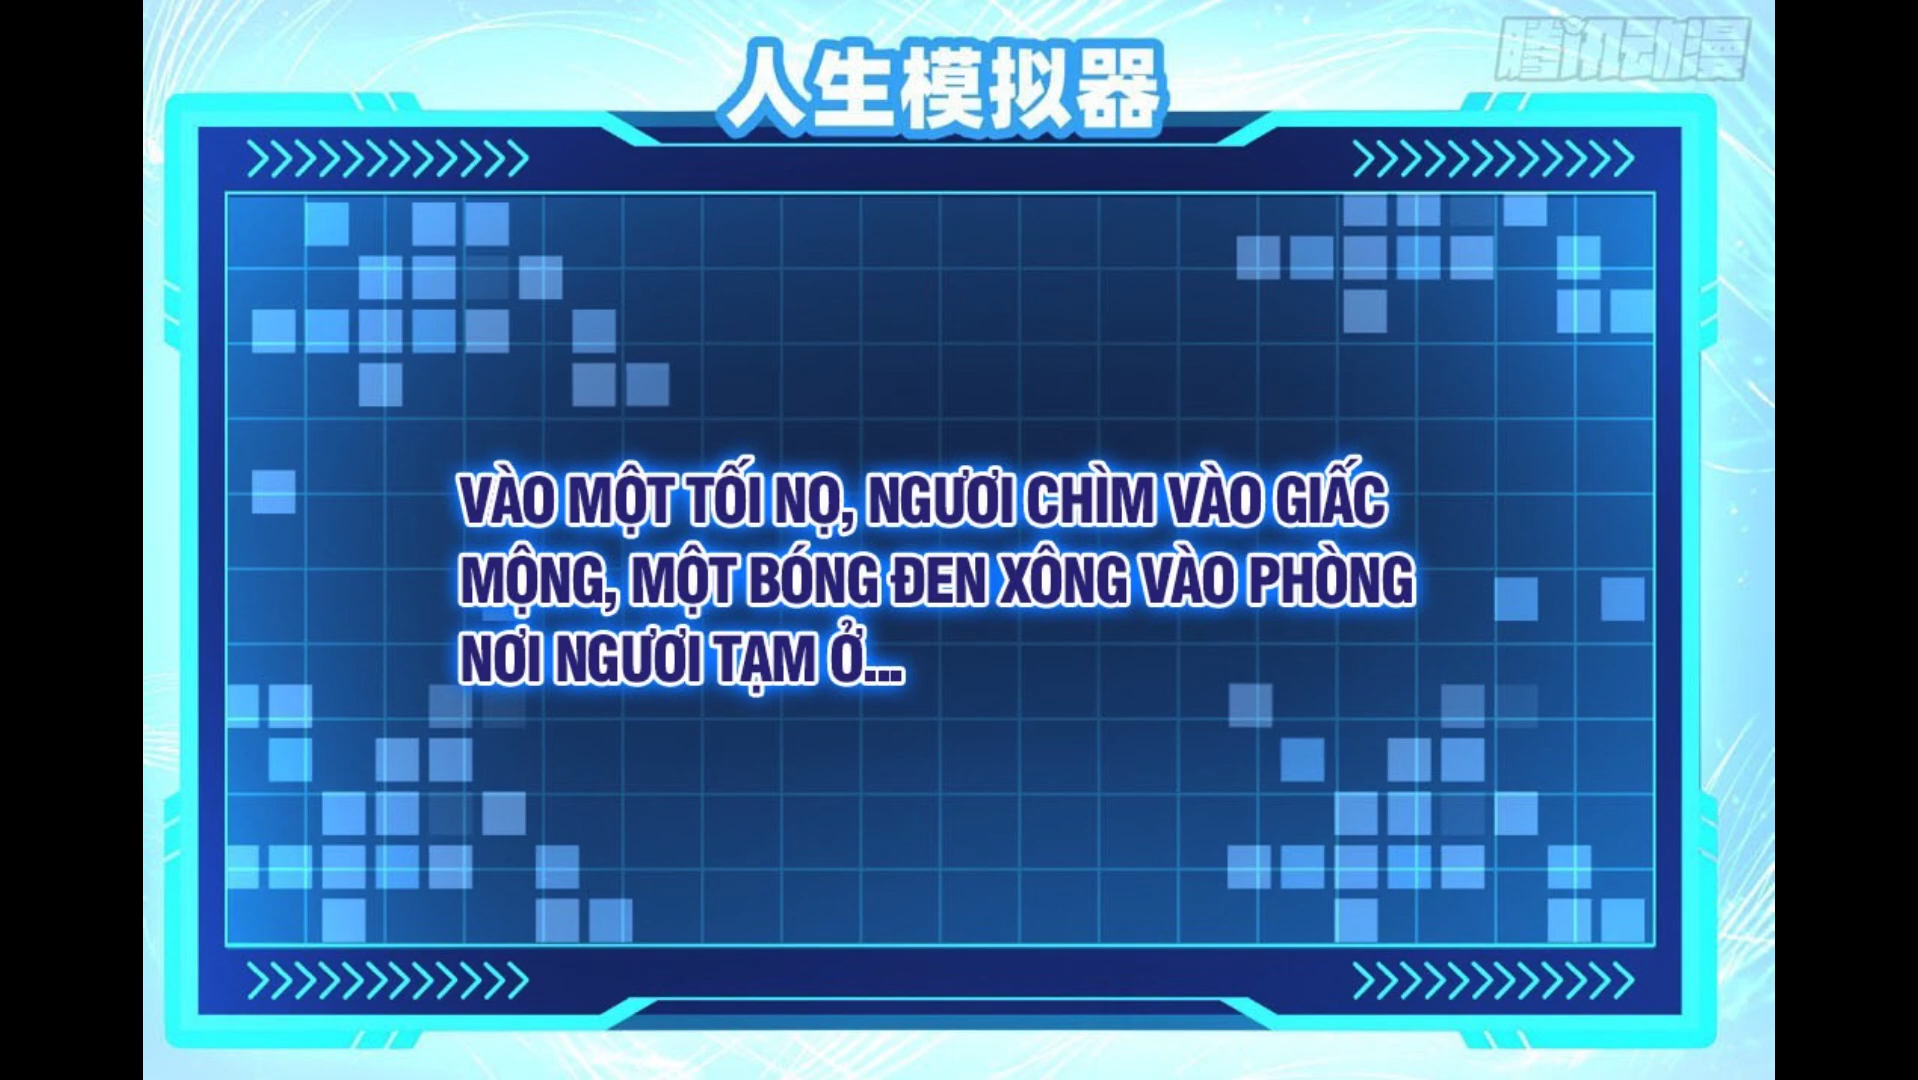 腾讯动漫
人生模拟器
VÀO MỘT TỐI NỌ, NGƯƠI CHÌM VÀO GIẤC
MỘNG, MỘT BÓNG ĐEN XÔNG VÀO PHÒNG
NƠI NGƯƠI TẠM Ở...